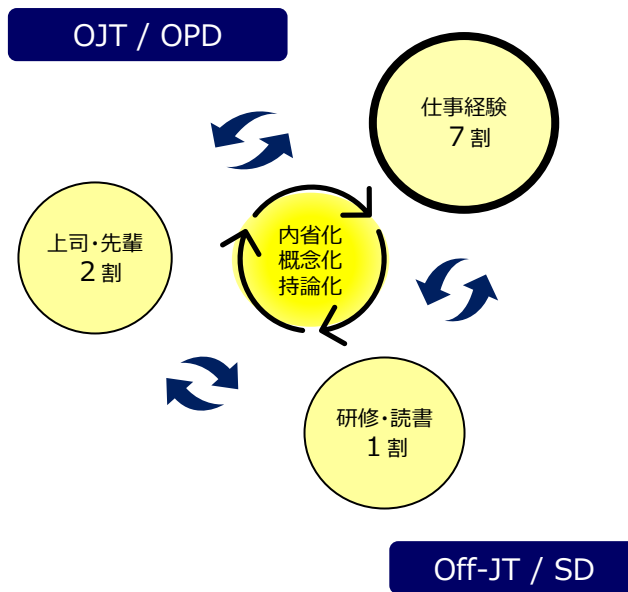 OJT / OPD
仕事経験
7割
上司・先輩
2割
内省化
概念化
持論化
研修・読書
1割
Off-JT / SD